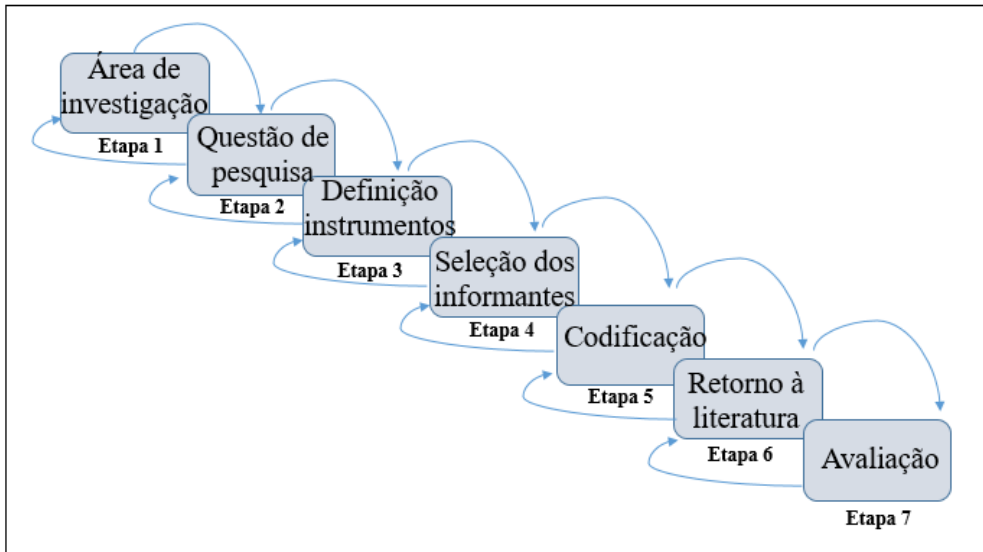 Área de
investigação
Etapa 1
Questão de
pesquisa
Etapa 2
Definição
instrumentos
Etapa 3
Seleção dos
informantes
Etapa 4
Codificação
Etapa 5
Retorno à
literatura
Etapa 6
Avaliação
Etapa 7